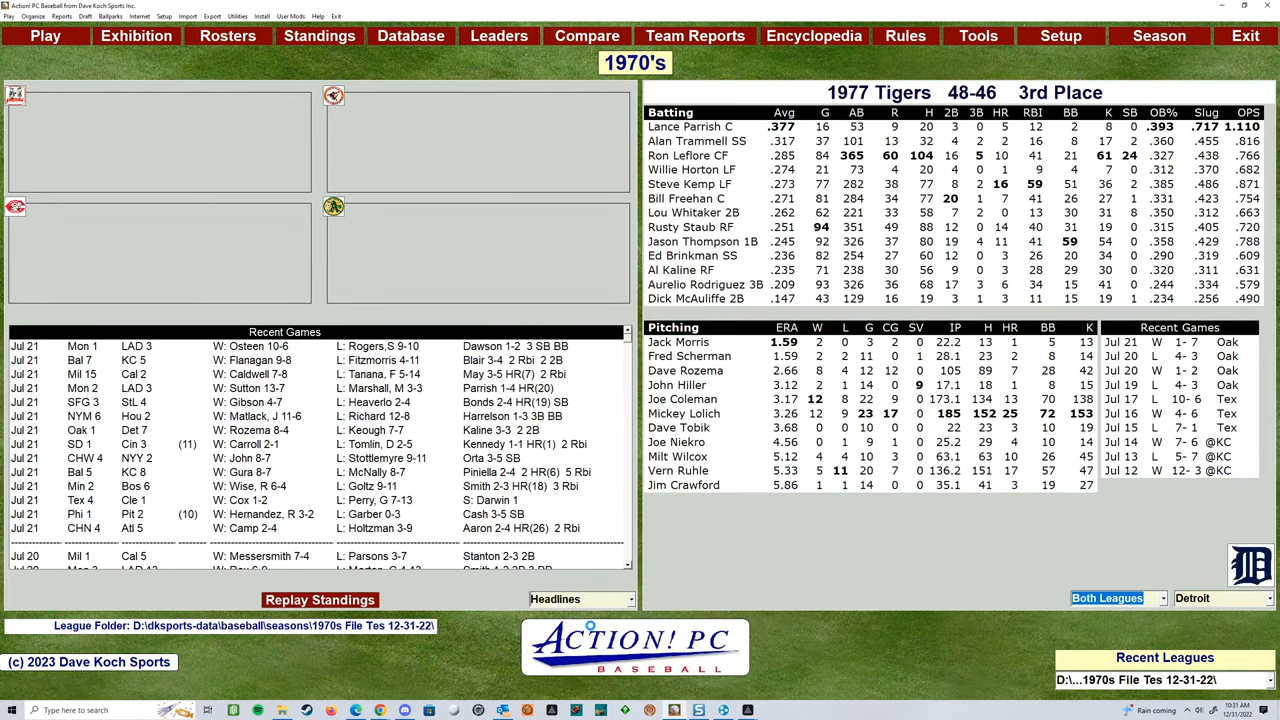 Action! PC Baseball from Dave Koch Sports Inc.
Play Organize Reports Draft Ballparks Internet Setup Import Export Utilities Install User Mods Help Exit
Play Exhibition Rosters Standings Database Leaders Compare Team Reports Encyclopedia Rules Tools Setup Season Exit
1970's
1977 Tigers 48-46 3rd Place
Batting Avg G AB R H 2B 3B HR RBI BB K SB OB% Slug OPS
Lance Parrish C .377 16 53 9 20 3 0 5 12 2 8 0 .393 .717 1.110
Alan Trammell SS .317 37 101 13 32 4 2 2 16 8 17 2 .360 .455 .816
Ron Leflore CF .285 84 365 60 104 16 5 10 41 21 61 24 .327 .438 .766
Willie Horton LF .274 21 73 4 20 4 0 1 9 4 7 0 .312 .370 .682
Steve Kemp LF .273 77 282 38 77 8 2 16 59 51 36 2 .385 .486 .871
Bill Freehan C .271 81 284 34 77 20 1 7 41 26 27 1 .331 .423 .754
Lou Whitaker 2B .262 62 221 33 58 7 2 0 13 30 31 8 .350 .312 .663
Rusty Staub RF .251 94 351 49 88 12 0 14 40 31 19 0 .315 .405 .720
Jason Thompson 1B .245 92 326 37 80 19 4 11 41 59 54 0 .358 .429 .788
Ed Brinkman SS .236 82 254 27 60 12 0 3 26 20 34 0 .290 .319 .609
Al Kaline RF .235 71 238 30 56 9 0 3 28 29 30 0 .320 .311 .631
Aurelio Rodriguez 3B .209 93 326 36 68 17 3 6 34 15 41 0 .244 .334 .579
Dick McAuliffe 2B .147 43 129 16 19 3 1 3 11 15 19 1 .234 .256 .490
Pitching ERA W L G CG SV IP H HR BB K
Jack Morris 1.59 2 0 3 2 0 22.2 13 1 5 13
Fred Scherman 1.59 2 2 11 0 1 28.1 23 2 8 14
Dave Rozema 2.66 8 4 12 12 0 105 89 7 28 42
John Hiller 3.12 2 1 14 0 9 17.1 18 1 8 15
Joe Coleman 3.17 12 8 22 9 0 173.1 134 13 70 138
Mickey Lolich 3.26 12 9 23 17 0 185 152 25 72 153
Dave Tobik 3.68 0 0 10 0 0 22 23 3 10 19
Joe Niekro 4.56 0 1 9 1 0 25.2 29 4 10 14
Milt Wilcox 5.12 4 4 10 3 0 63.1 63 10 26 45
Vern Ruhle 5.33 5 11 20 7 0 136.2 151 17 57 47
Jim Crawford 5.86 1 1 14 0 0 35.1 41 3 19 27
Recent Games
Jul 21 W 1- 7 Oak
Jul 20 L 4- 3 Oak
Jul 20 W 1- 2 Oak
Jul 19 L 4- 3 Oak
Jul 17 L 10- 6 Tex
Jul 16 W 4- 6 Tex
Jul 15 L 7- 1 Tex
Jul 14 W 7- 6 @KC
Jul 13 L 5- 7 @KC
Jul 12 W 12- 3 @KC
Recent Games
Jul 21 Mon 1 LAD 3 W: Osteen 10-6 L: Rogers,S 9-10 Dawson 1-2 3 SB BB
Jul 21 Bal 7 KC 5 W: Flanagan 9-8 L: Fitzmorris 4-10 Blair 3-4 2 Rbi 2 BB
Jul 21 Mil 15 Cal 2 W: Caldwell 7-8 L: Tanana, F 5-14 May 3-5 HR(7) 2 Rbi
Jul 21 Mon 2 LAD 3 W: Sutton 13-7 L: Marshall, M 3-3 Parrish 1-4 HR(20)
Jul 21 SFG 3 StL 4 W: Gibson 4-7 L: Heaverlo 2-4 Bonds 2-4 HR(19) SB
Jul 21 NYM 6 Hou 2 W: Matlack, J 11-6 L: Richard 12-8 Harrelson 1-3 3B BB
Jul 21 Oak 1 Det 7 W: Rozema 8-4 L: Keough 7-7 Kaline 3-3 2B
Jul 21 SD 1 Cin 3 (11) W: Carroll 2-1 L: Tomlin, D 2-5 Kennedy 1-1 HR(1) Rbi
Jul 21 CHW 4 NYY 2 W: John 8-7 L: Stottlemyre 9-11 Orta 3-5 SB
Jul 21 Bal 5 KC 8 W: Gura 8-7 L: McNally 8-7 Piniella 2-4 HR(6) 5 Rbi
Jul 21 Min 2 Bos 6 W: Wise, R 6-4 L: Goltz 9-11 Smith 2-3 HR(18) 3 Rbi
Jul 21 Tex 4 Cle 1 W: Cox 1-2 L: Perry, G 7-13 S: Darwin 1
Jul 21 Phi 1 Pit 2 (10) W: Hernandez, R 3-2 L: Garber 0-3 Cash 3-5 SB
Jul 21 CHN 4 Atl 5 W: Camp 2-4 L: Holtzman 3-9 Aaron 2-4 HR(26) 2 Rbi
Jul 20 Mil 1 Cal 5 W: Messersmith 7-4 L: Parsons 3-7 Stanton 2-3 2B
Replay Standings
Headlines
Both Leagues
Detroit
League Folder: D:\dksports-data\baseball\seasons\1970s File Tes 12-31-22\
ACTION! PC
BASEBALL
(c) 2023 Dave Koch Sports
Recent Leagues
D:\...1970s File Tes 12-31-22\
Type here to search
Rain coming
10:31 AM
12/31/2022